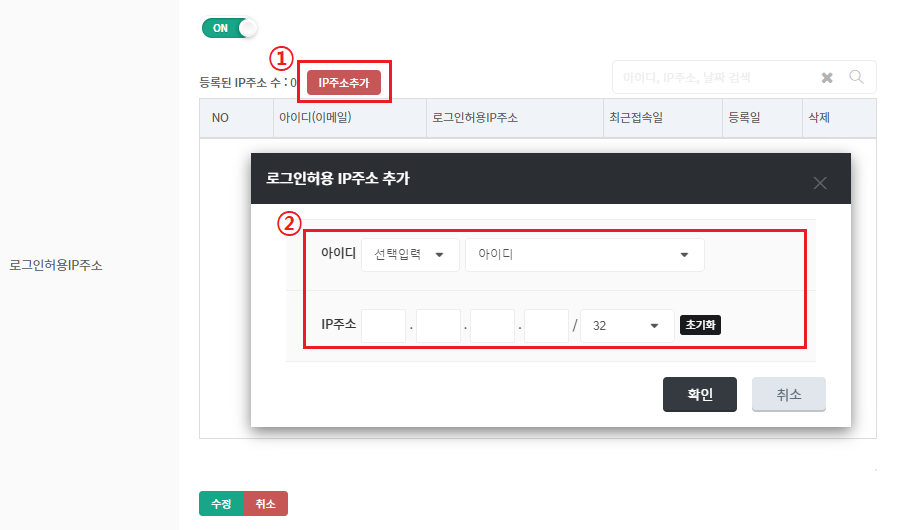 ON
①
등록된 IP주소 수 : 0 IP주소추가 아이디, IP주소, 날짜 검색
NO 아이디(이메일) 로그인허용IP주소 최근접속일 등록일 삭제
로그인허용 IP주소 추가
②
아이디 선택입력 아이디
로그인허용IP주소
IP주소 . . . / 32 초기화
확인 취소
수정 취소